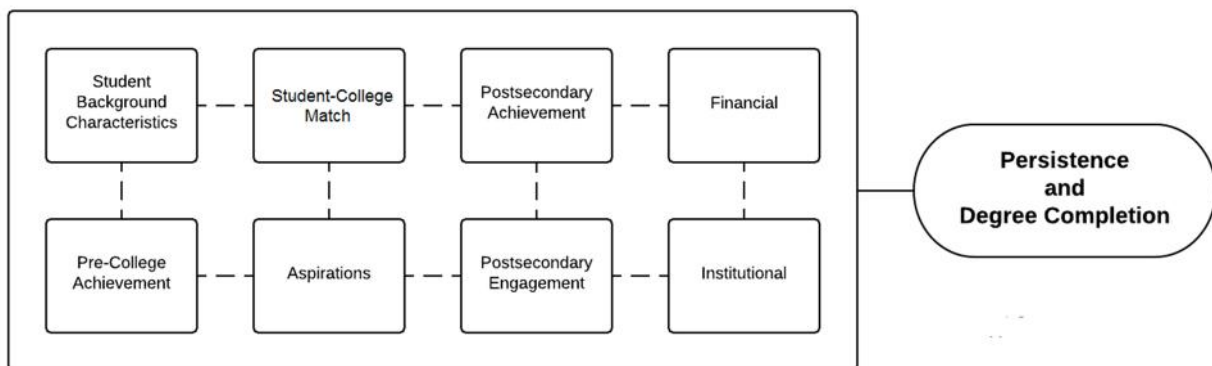 Student
Background
Characteristics
Student-College
Match
Postsecondary
Achievement
Financial
Persistence
and
Degree Completion
Pre-College
Achievement
Aspirations
Postsecondary
Engagement
Institutional